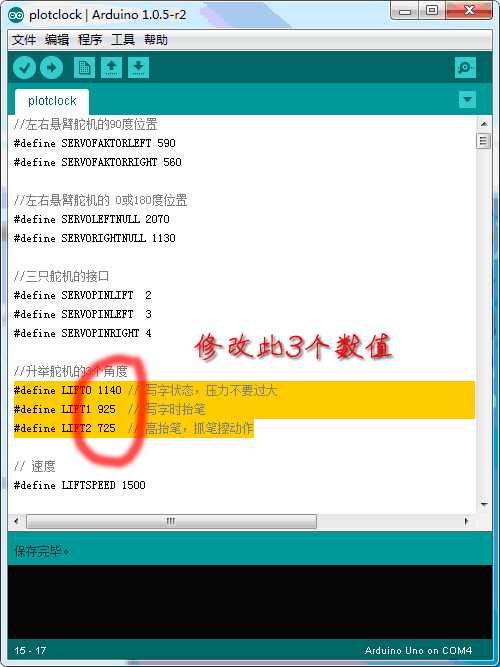 plotclock | Arduino 1.0.5-r2
文件 编辑 程序 工具 帮助
plotclock
//左右悬臂舵机的90度位置
#define SERVOFAKTORLEFT 590
#define SERVOFAKTORRIGHT 560
//左右悬臂舵机的 0或180度位置
#define SERVOLEFTNULL 2070
#define SERVORIGHTNULL 1130
//三只舵机的接口
#define SERVOPINLIFT  2
#define SERVOPINLEFT  3
#define SERVOPINRIGHT 4
修改此3个数值
//升举舵机的3个角度
#define LIFT0 1140 // 写字状态，压力不要过大
#define LIFT1 925  // 写字时抬笔
#define LIFT2 725  // 高抬笔，抓笔擦动作
// 速度
#define LIFTSPEED 1500
保存完毕。
15 - 17
Arduino Uno on COM4